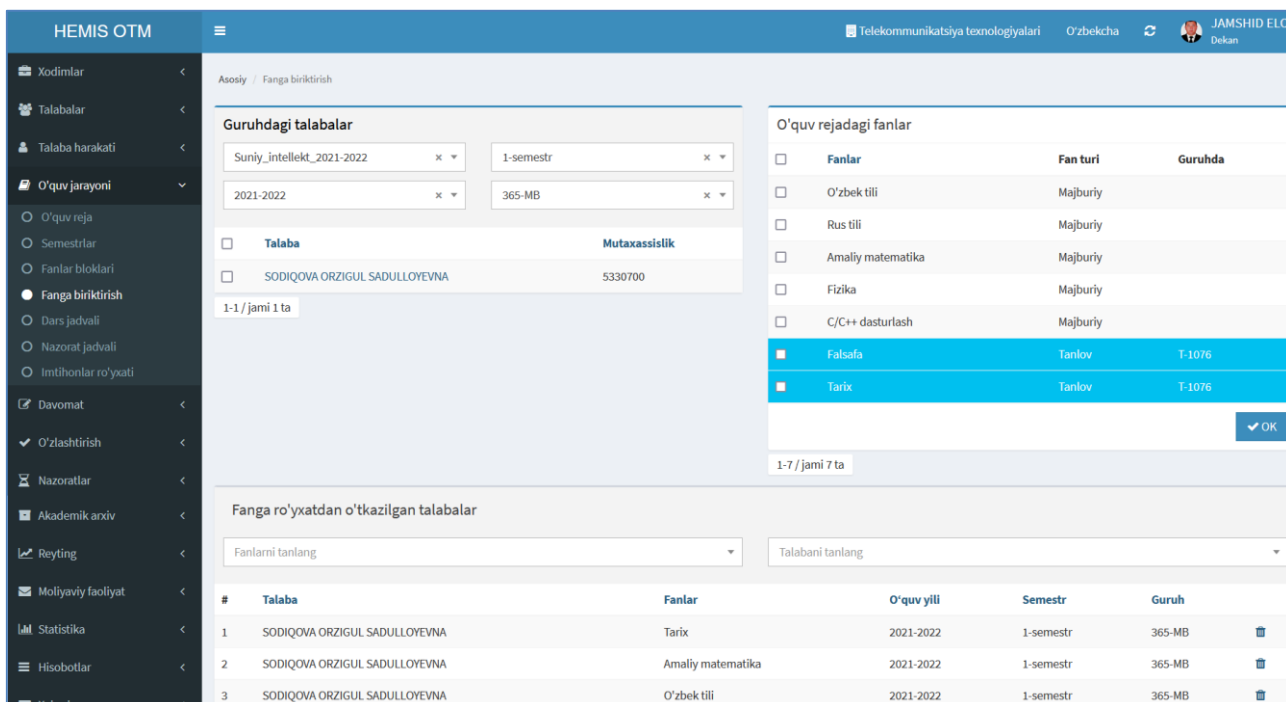 HEMIS OTM
Telekommunikatsiya texnologiyalari
O'zbekcha
JAMSHID ELO
Dekan
Xodimlar
Talabalar
Talaba harakati
O'quv jarayoni
O'quv reja
Semestrlar
Fanlar bloklari
Fanga biriktirish
Dars jadvali
Nazorat jadvali
Imtihonlar ro'yxati
Davomat
O'zlashtirish
Nazoratlar
Akademik arxiv
Reyting
Moliyaviy faoliyat
Statistika
Hisobotlar
Asosiy / Fanga biriktirish
Guruhdagi talabalar
Suniy_intellekt_2021-2022 × 1-semestr ×
2021-2022 × 365-MB ×
Talaba Mutaxassislik
SODIQOVA ORZIGUL SADULLOYEVNA 5330700
1-1 / jami 1 ta
O'quv rejadagi fanlar
Fanlar Fan turi Guruhda
O'zbek tili Majburiy
Rus tili Majburiy
Amaliy matematika Majburiy
Fizika Majburiy
C/C++ dasturlash Majburiy
Falsafa Tanlov T-1076
Tarix Tanlov T-1076
OK
1-7 / jami 7 ta
Fanga ro'yxatdan o'tkazilgan talabalar
Fanlarni tanlang Talabani tanlang
# Talaba Fanlar O‘quv yili Semestr Guruh
1 SODIQOVA ORZIGUL SADULLOYEVNA Tarix 2021-2022 1-semestr 365-MB
2 SODIQOVA ORZIGUL SADULLOYEVNA Amaliy matematika 2021-2022 1-semestr 365-MB
3 SODIQOVA ORZIGUL SADULLOYEVNA O'zbek tili 2021-2022 1-semestr 365-MB